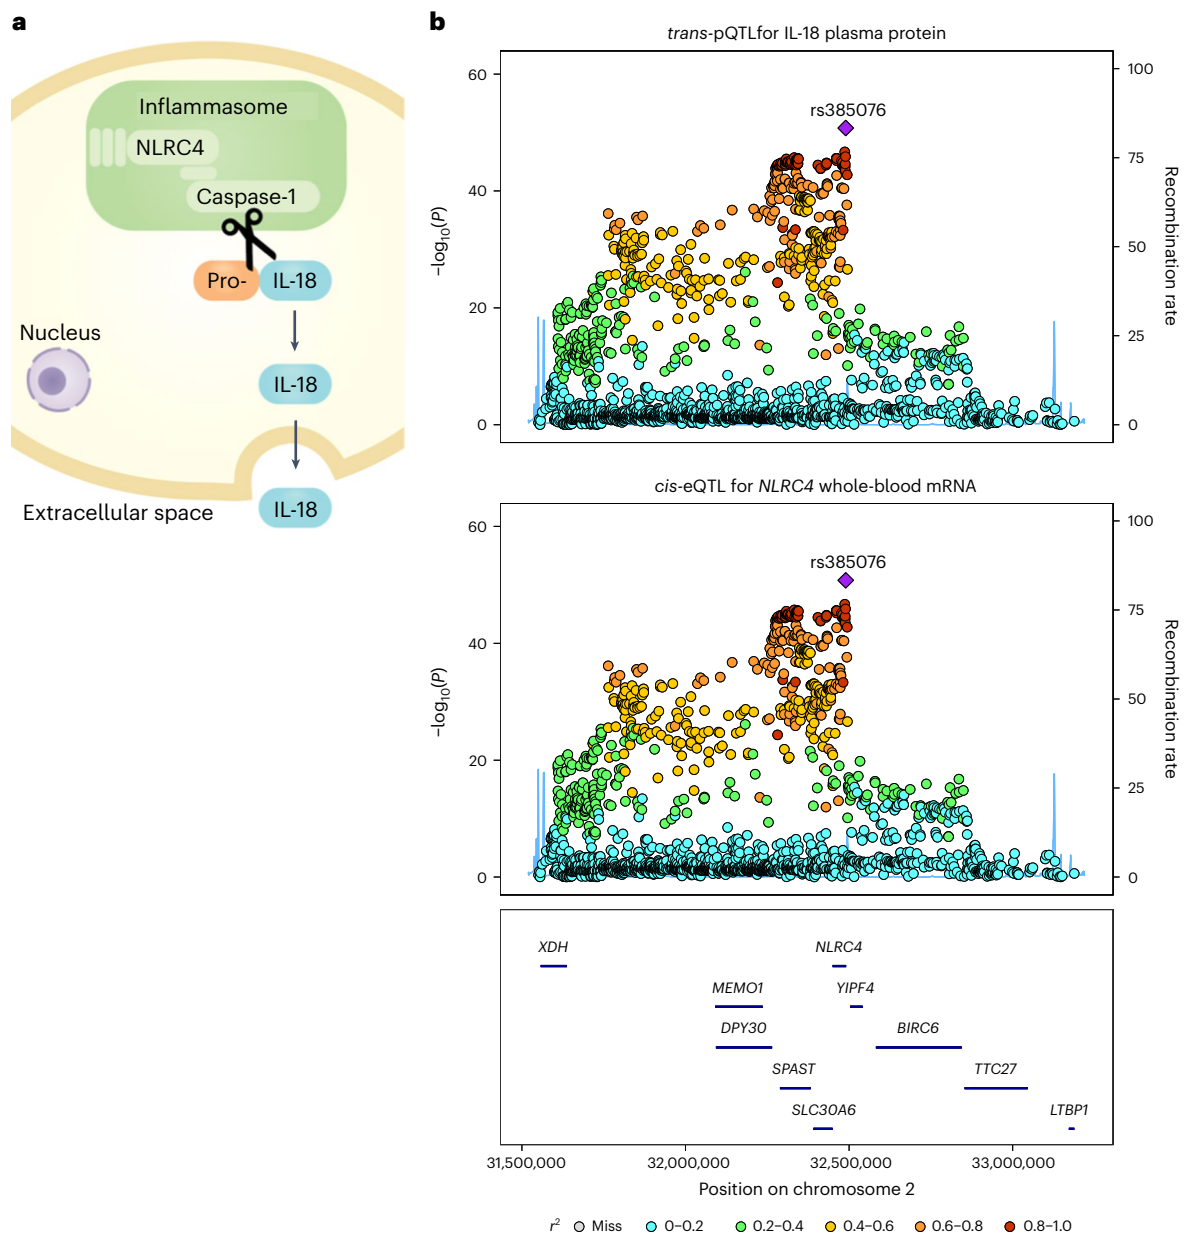 a
Inflammasome
NLRC4
Caspase-1
Pro-
IL-18
Nucleus
IL-18
IL-18
Extracellular space
b
trans-pQTLfor IL-18 plasma protein
rs385076
60
40
20
0
–log10(P)
100
75
50
25
0
Recombination rate
cis-eQTL for NLRC4 whole-blood mRNA
rs385076
60
40
20
0
–log10(P)
100
75
50
25
0
Recombination rate
XDH
NLRC4
MEMO1
YIPF4
DPY30
BIRC6
SPAST
TTC27
SLC30A6
LTBP1
31,500,000
32,000,000
32,500,000
33,000,000
Position on chromosome 2
r2 Miss 0–0.2 0.2–0.4 0.4–0.6 0.6–0.8 0.8–1.0